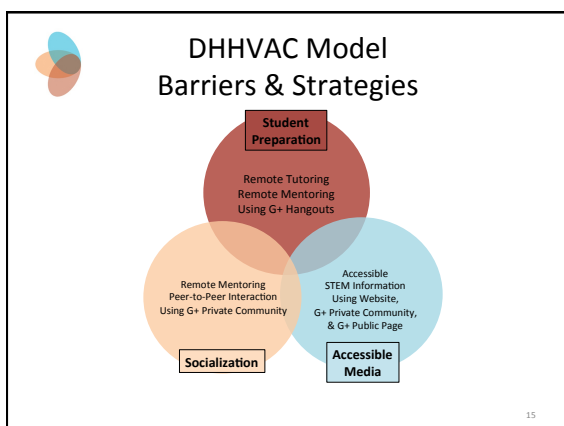 DHHVAC Model
Barriers & Strategies
Student
Preparation
Remote Tutoring
Remote Mentoring
Using G+ Hangouts
Remote Mentoring
Peer-to-Peer Interaction
Using G+ Private Community
Socialization
Accessible
STEM Information
Using Website,
G+ Private Community,
& G+ Public Page
Accessible
Media
15